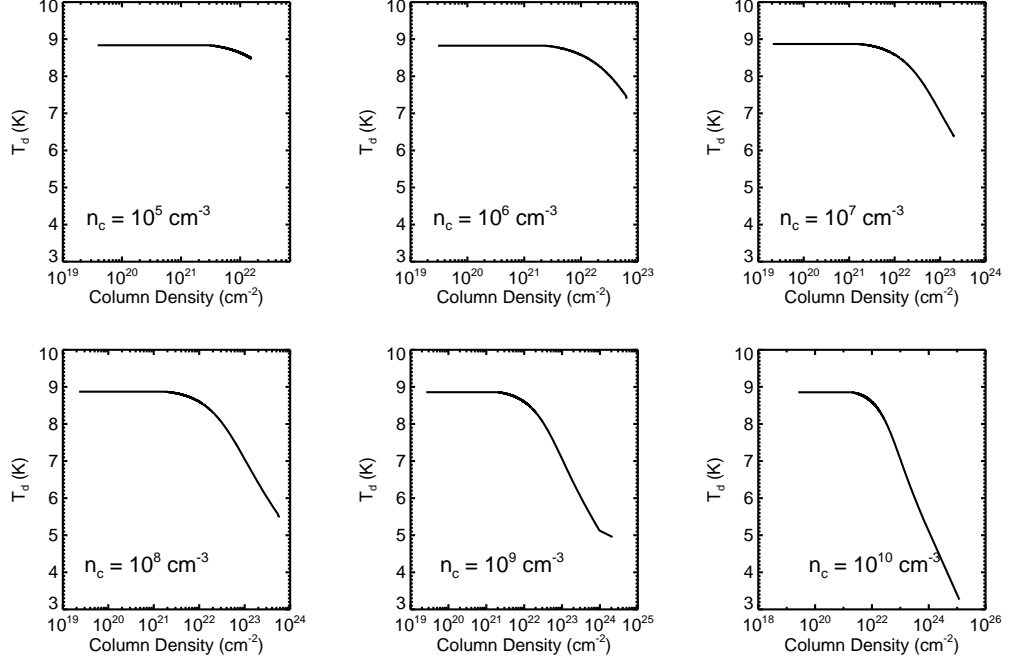 10
9
8
7
6
5
4
3
T_d (K)
n_c = 10^5 cm^-3
10^19 10^20 10^21 10^22
Column Density (cm^-2)
10
9
8
7
6
5
4
3
T_d (K)
n_c = 10^6 cm^-3
10^19 10^20 10^21 10^22 10^23
Column Density (cm^-2)
10
9
8
7
6
5
4
3
T_d (K)
n_c = 10^7 cm^-3
10^19 10^20 10^21 10^22 10^23 10^24
Column Density (cm^-2)
10
9
8
7
6
5
4
3
T_d (K)
n_c = 10^8 cm^-3
10^19 10^20 10^21 10^22 10^23 10^24
Column Density (cm^-2)
10
9
8
7
6
5
4
3
T_d (K)
n_c = 10^9 cm^-3
10^19 10^20 10^21 10^22 10^23 10^24 10^25
Column Density (cm^-2)
10
9
8
7
6
5
4
3
T_d (K)
n_c = 10^10 cm^-3
10^18 10^20 10^22 10^24 10^26
Column Density (cm^-2)